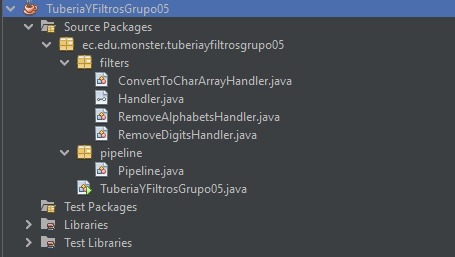 TuberiaYFiltrosGrupo05
Source Packages
ec.edu.monster.tuberiayfiltrosgrupo05
filters
ConvertToCharArrayHandler.java
Handler.java
RemoveAlphabetsHandler.java
RemoveDigitsHandler.java
pipeline
Pipeline.java
TuberiaYFiltrosGrupo05.java
Test Packages
Libraries
Test Libraries